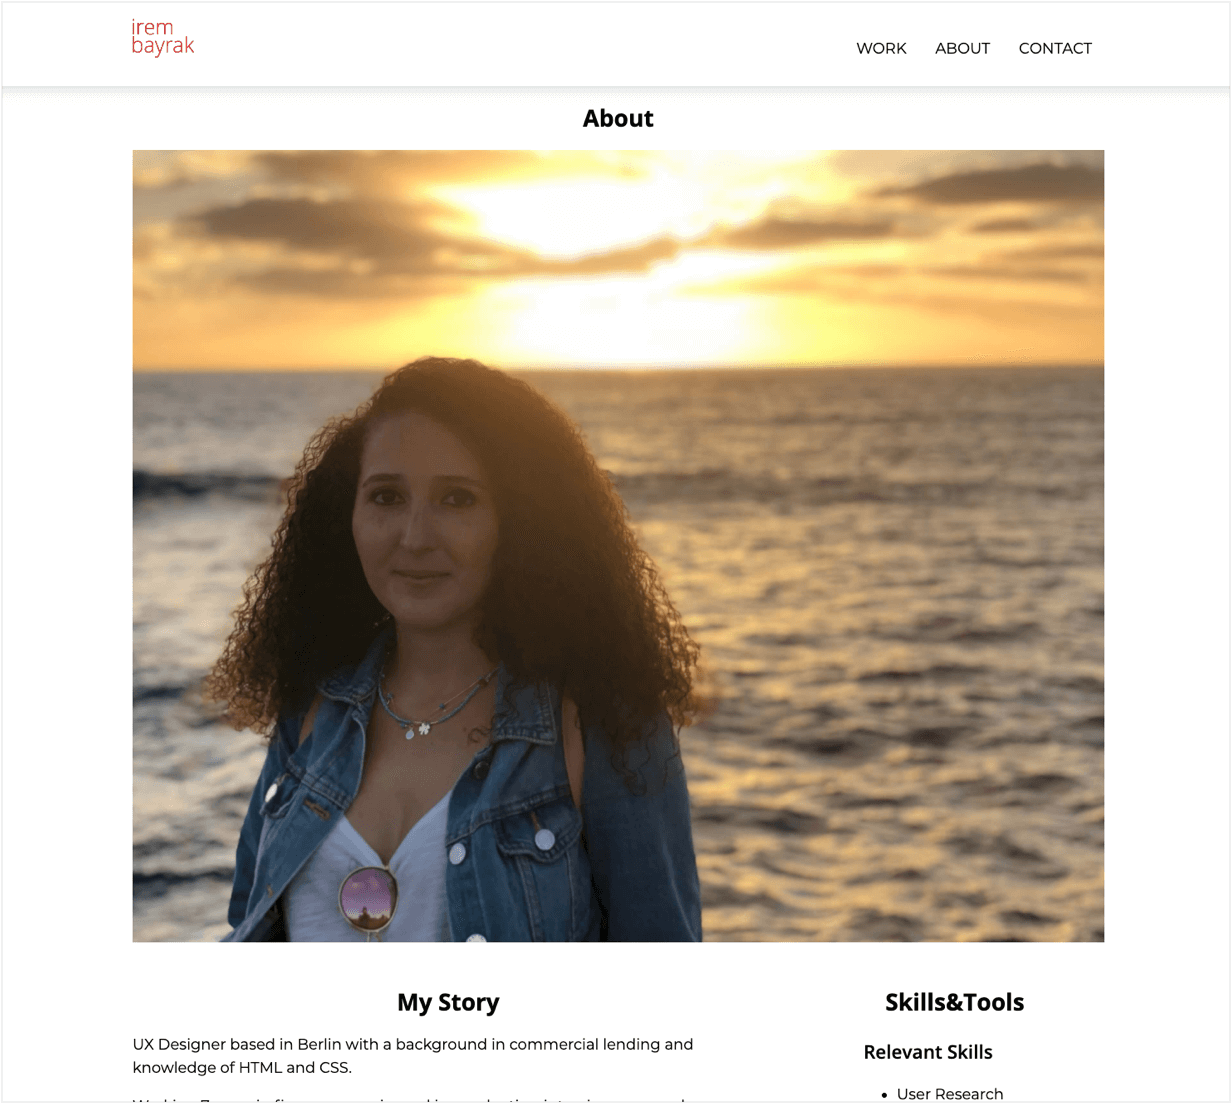 irem
bayrak
WORK ABOUT CONTACT
About
My Story
UX Designer based in Berlin with a background in commercial lending and
knowledge of HTML and CSS.
Skills&Tools
Relevant Skills
• User Research